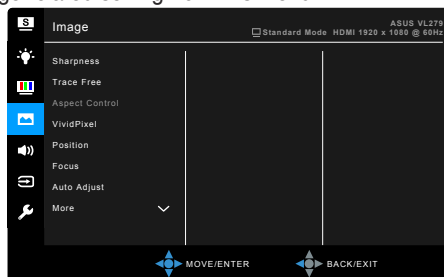 S
Image
ASUS VL279
Standard Mode HDMI 1920 x 1080 @ 60Hz
Sharpness
Trace Free
Aspect Control
VividPixel
Position
Focus
Auto Adjust
More
MOVE/ENTER
BACK/EXIT